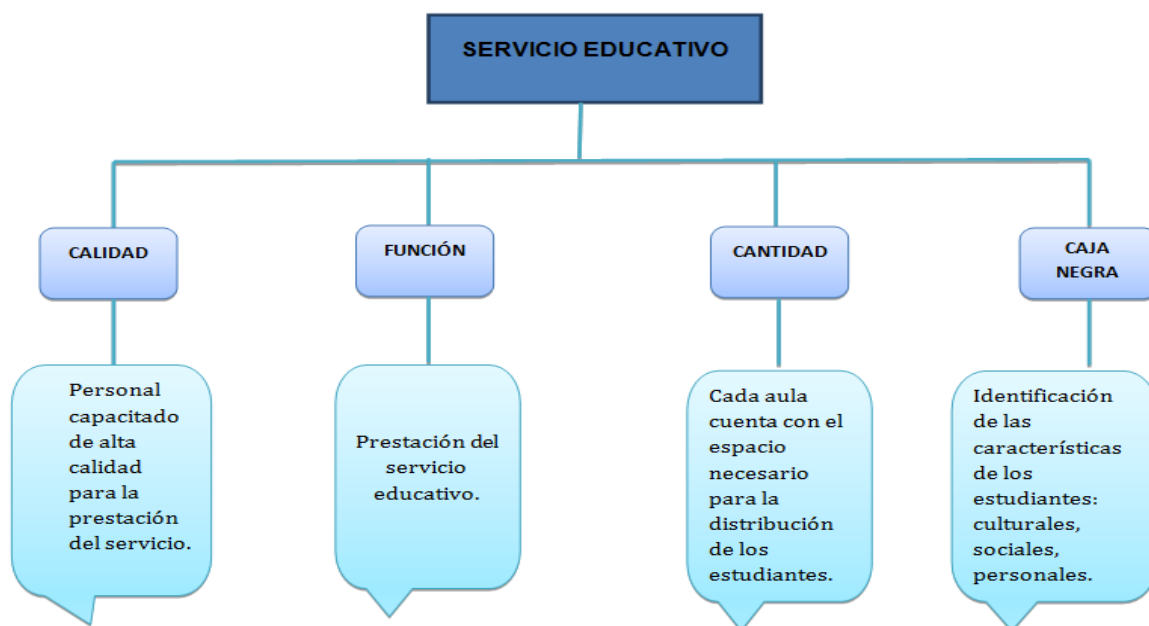 SERVICIO EDUCATIVO
CALIDAD
FUNCIÓN
CANTIDAD
CAJA
NEGRA
Personal
capacitado
de alta
calidad
para la
prestación
del servicio.
Prestación del
servicio
educativo.
Cada aula
cuenta con el
espacio
necesario
para la
distribución
de los
estudiantes.
Identificación
de las
características
de los
estudiantes:
culturales,
sociales,
personales.